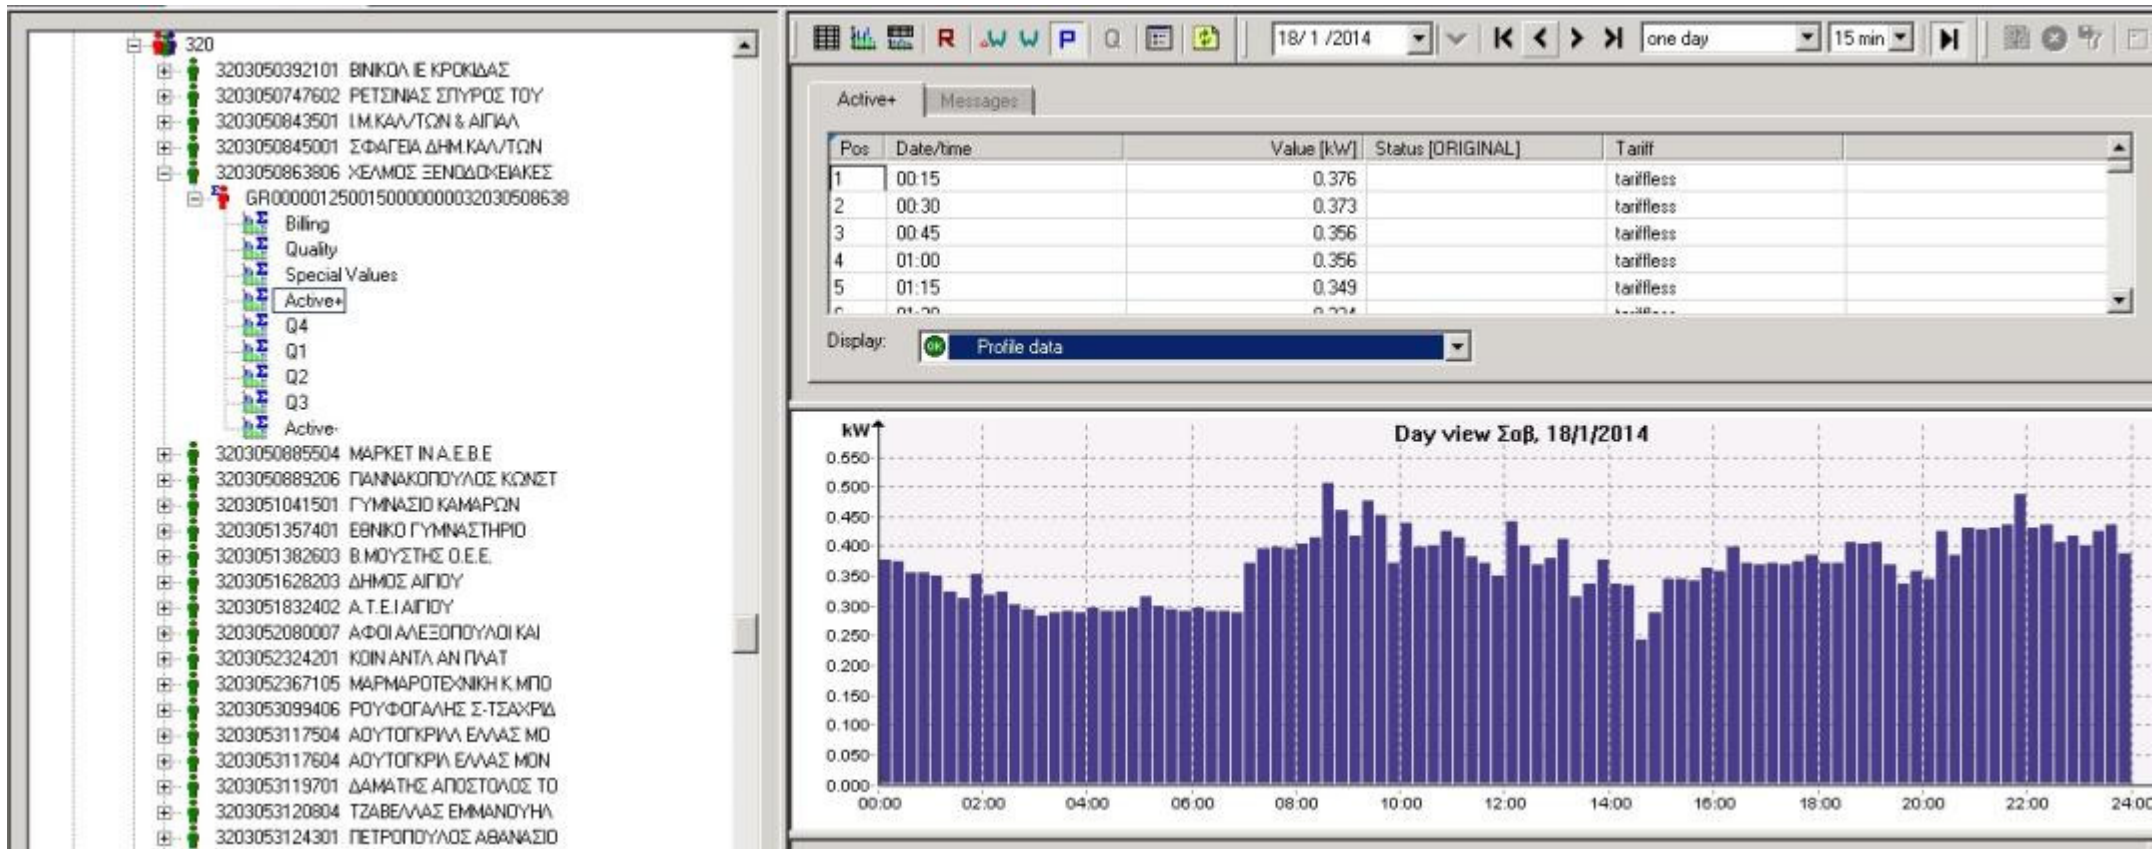 320
3203050392101 ΒΙΝΙΚΟΛ ΙΕ ΚΡΟΚΙΔΑΣ
3203050747602 ΡΕΤΣΙΝΙΑΣ ΣΠΥΡΟΣ ΤΟΥ
3203050843501 Ι.Μ.ΚΑΛ/ΤΩΝ & ΑΙΓΙΑΛ
3203050845001 ΣΦΑΓΕΙΑ ΔΗΜ.ΚΑΛ/ΤΩΝ
3203050863806 ΧΕΛΜΟΣ ΞΕΝΟΔΟΧΕΙΑΚΕΣ
GR0000012500150000000032030508638
Billing
Quality
Special Values
Active+
Q4
Q1
Q2
Q3
Active-
3203050885504 ΜΑΡΚΕΤ ΙΝ Α.Ε.Β.Ε
3203050889206 ΓΙΑΝΝΑΚΟΠΟΥΛΟΣ ΚΩΝΣΤ
3203051041501 ΓΥΜΝΑΣΙΟ ΚΑΜΑΡΩΝ
3203051357401 ΕΘΝΙΚΟ ΓΥΜΝΑΣΤΗΡΙΟ
3203051382603 Β.ΜΟΥΣΤΗΣ Ο.Ε.Ε.
3203051628203 ΔΗΜΟΣ ΑΙΓΙΟΥ
3203051832402 Α.Τ.Ε.Ι ΑΙΓΙΟΥ
3203052080007 ΑΦΟΙ ΑΛΕΞΟΠΟΥΛΟΙ ΚΑΙ
3203052324201 ΚΟΙΝ ΑΝΤΛ ΑΝ ΠΛΑΤ
3203052367105 ΜΑΡΜΑΡΟΤΕΧΝΙΚΗ Κ.ΜΠΟ
3203053099406 ΡΟΥΦΟΓΑΛΗΣ Σ-ΤΣΑΧΡΙΔ
3203053117504 ΑΟΥΤΟΓΚΡΙΛΛ ΕΛΛΑΣ ΜΟ
3203053117604 ΑΟΥΤΟΓΚΡΙΛ ΕΛΛΑΣ ΜΟΝ
3203053119701 ΔΑΜΑΤΗΣ ΑΠΟΣΤΟΛΟΣ ΤΟ
3203053120804 ΤΖΑΒΕΛΛΑΣ ΕΜΜΑΝΟΥΗΛ
3203053124301 ΠΕΤΡΟΠΟΥΛΟΣ ΑΘΑΝΑΣΙΟ
R W W P Q 18/ 1 /2014 one day 15 min
Active+ Messages
Pos Date/time Value [kW] Status [ORIGINAL] Tariff
1 00:15 0.376 tariffless
2 00:30 0.373 tariffless
3 00:45 0.356 tariffless
4 01:00 0.356 tariffless
5 01:15 0.349 tariffless
Display: OK Profile data
kW Day view Σαβ, 18/1/2014
0.550
0.500
0.450
0.400
0.350
0.300
0.250
0.200
0.150
0.100
0.050
0.000
00:00 02:00 04:00 06:00 08:00 10:00 12:00 14:00 16:00 18:00 20:00 22:00 24:00